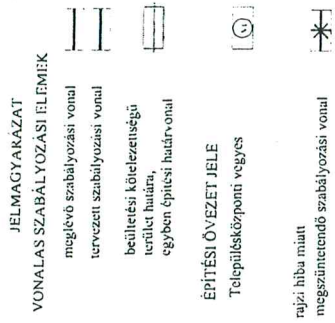 JELMAGYARÁZAT
VONALAS SZABÁLYOZÁSI ELEMEK
meglévő szabályozási vonal
tervezett szabályozási vonal
beültetési kötelezettségű
terület határa,
egyben építési határvonal
ÉPÍTÉSI ÖVEZET JELE
Településközponti vegyes
rajzi hiba miatt
megszüntetendő szabályozási vonal